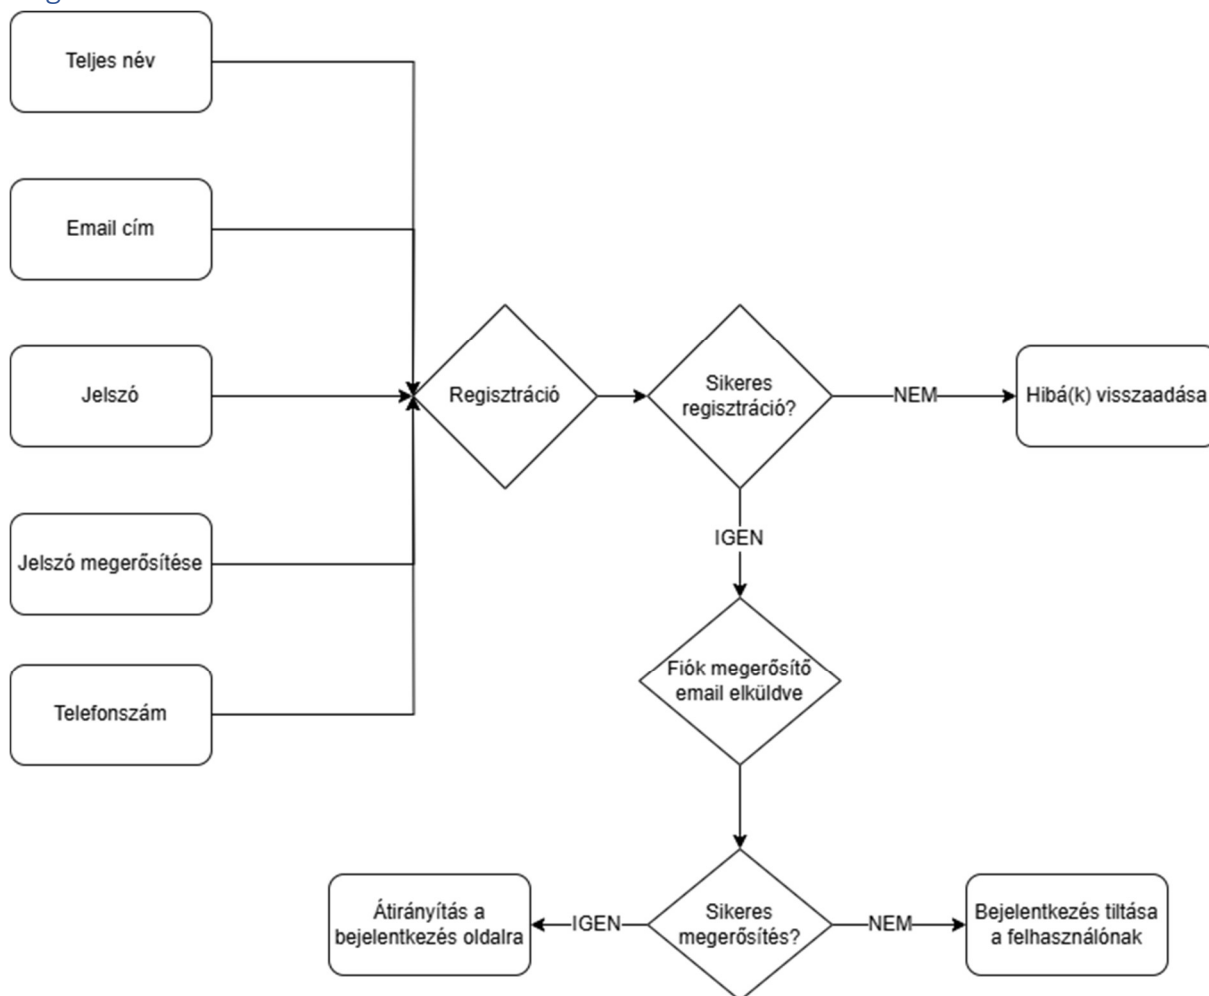 Teljes név
Email cím
Jelszó
Jelszó megerősítése
Telefonszám
Regisztráció
Sikeres
regisztráció?
NEM
Hibá(k) visszaadása
IGEN
Fiók megerősítő
email elküldve
Sikeres
megerősítés?
IGEN
Átirányítás a
bejelentkezés oldalra
NEM
Bejelentkezés tiltása
a felhasználónak